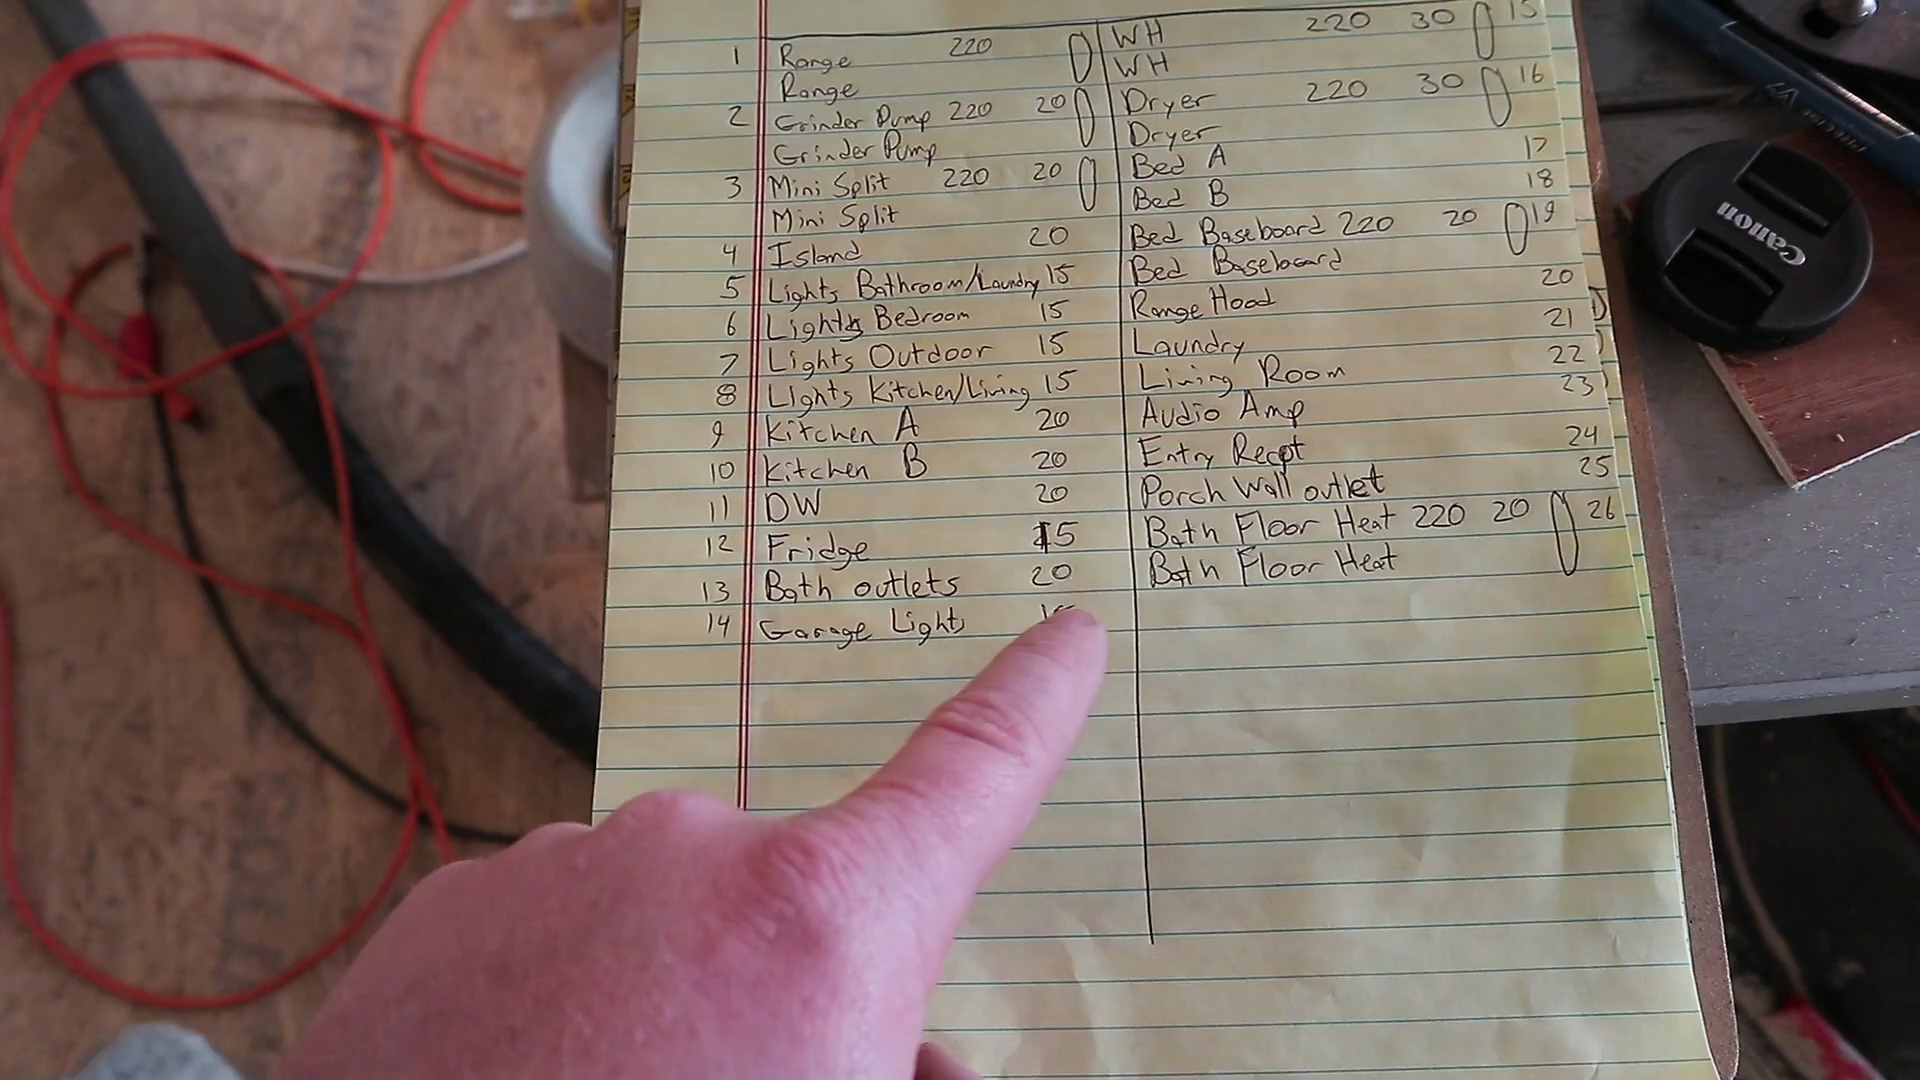 1 Range 220
Range
2 Grinder Pump 220 20
Grinder Pump
3 Mini Split 220 20
Mini Split
4 Island 20
5 Lights Bathroom/Laundry 15
6 Lights Bedroom 15
7 Lights Outdoor 15
8 Lights Kitchen/Living 15
9 Kitchen A 20
10 Kitchen B 20
11 DW 20
12 Fridge 15
13 Bath outlets 20
14 Garage Lights
WH 220 30 15
WH
Dryer 220 30 16
Dryer
Bed A 17
Bed B 18
Bed Baseboard 220 20 19
Bed Baseboard
Range Hood 20
Laundry 21
Living Room 22
Audio Amp 23
Entry Recpt 24
Porch Wall outlet 25
Bath Floor Heat 220 20 26
Bath Floor Heat
Canon